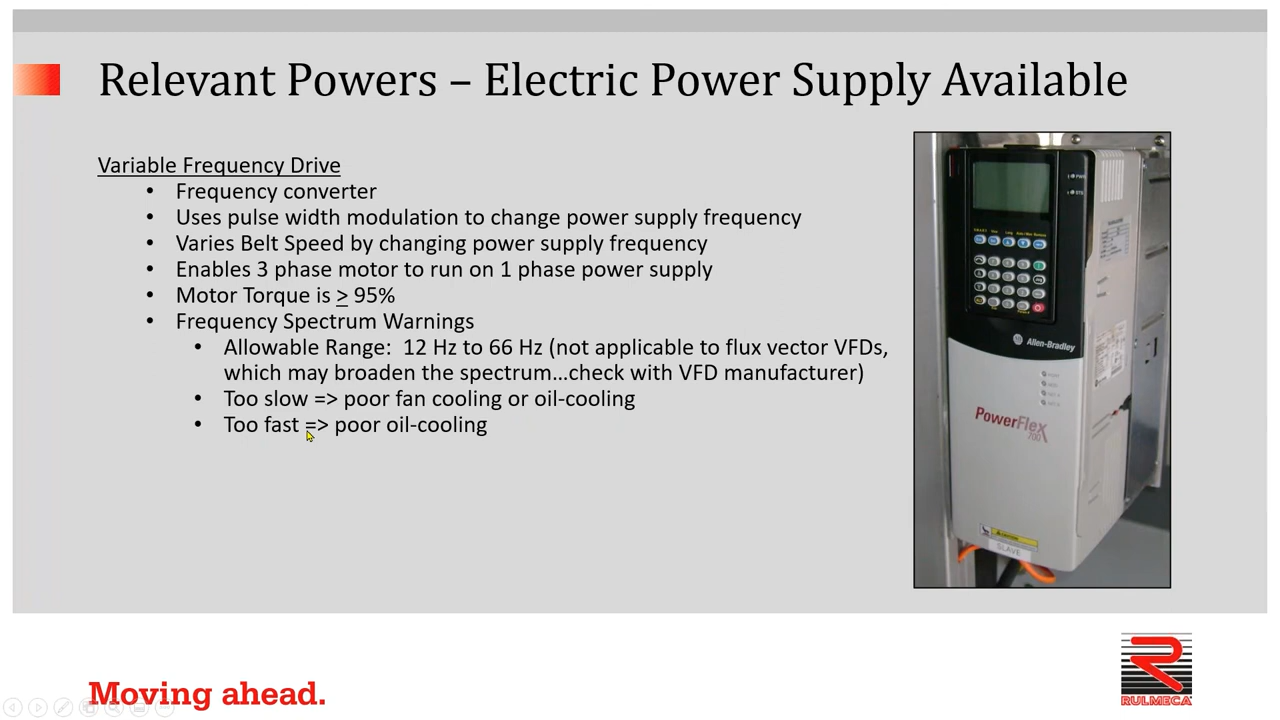 Relevant Powers – Electric Power Supply Available
Variable Frequency Drive
• Frequency converter
• Uses pulse width modulation to change power supply frequency
• Varies Belt Speed by changing power supply frequency
• Enables 3 phase motor to run on 1 phase power supply
• Motor Torque is > 95%
• Frequency Spectrum Warnings
• Allowable Range: 12 Hz to 66 Hz (not applicable to flux vector VFDs,
which may broaden the spectrum...check with VFD manufacturer)
• Too slow => poor fan cooling or oil-cooling
• Too fast => poor oil-cooling
Allen-Bradley
PowerFlex
700
SLAVE
Moving ahead.
RULMECA